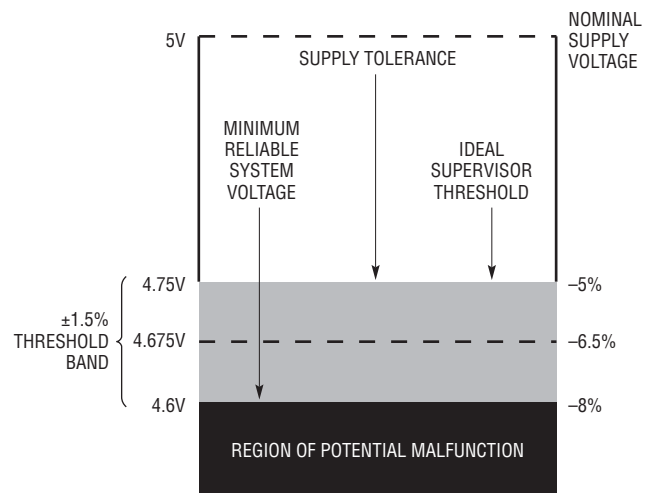 NOMINAL
SUPPLY
VOLTAGE
5V
SUPPLY TOLERANCE
MINIMUM
RELIABLE
SYSTEM
VOLTAGE
IDEAL
SUPERVISOR
THRESHOLD
4.75V
–5%
±1.5%
THRESHOLD
BAND
4.675V
–6.5%
4.6V
–8%
REGION OF POTENTIAL MALFUNCTION